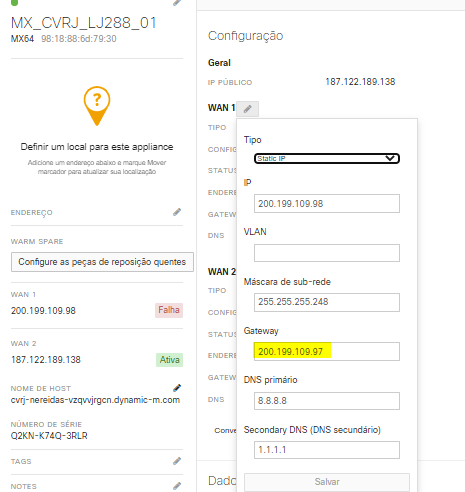 MX_CVRJ_LJ288_01
MX64 98:18:88:6d:79:30
Definir um local para este appliance
Adicione um endereço abaixo e marque Mover
marcador para atualizar sua localização
ENDEREÇO
WARM SPARE
Configure as peças de reposição quentes
WAN 1
200.199.109.98 Falha
WAN 2
187.122.189.138 Ativa
NOME DE HOST
cvrj-nereidas-vzqvvjrgcn.dynamic-m.com
NÚMERO DE SÉRIE
Q2KN-K74Q-3RLR
TAGS
NOTES
Configuração
Geral
IP PÚBLICO 187.122.189.138
WAN 1
TIPO
CONFIG
STATUS
ENDERE
GATEW
DNS
WAN 2
TIPO
CONFIG
STATUS
ENDERE
GATEW
DNS
Conve
Dado
Tipo
Static IP
IP
200.199.109.98
VLAN
Máscara de sub-rede
255.255.255.248
Gateway
200.199.109.97
DNS primário
8.8.8.8
Secondary DNS (DNS secundário)
1.1.1.1
Salvar